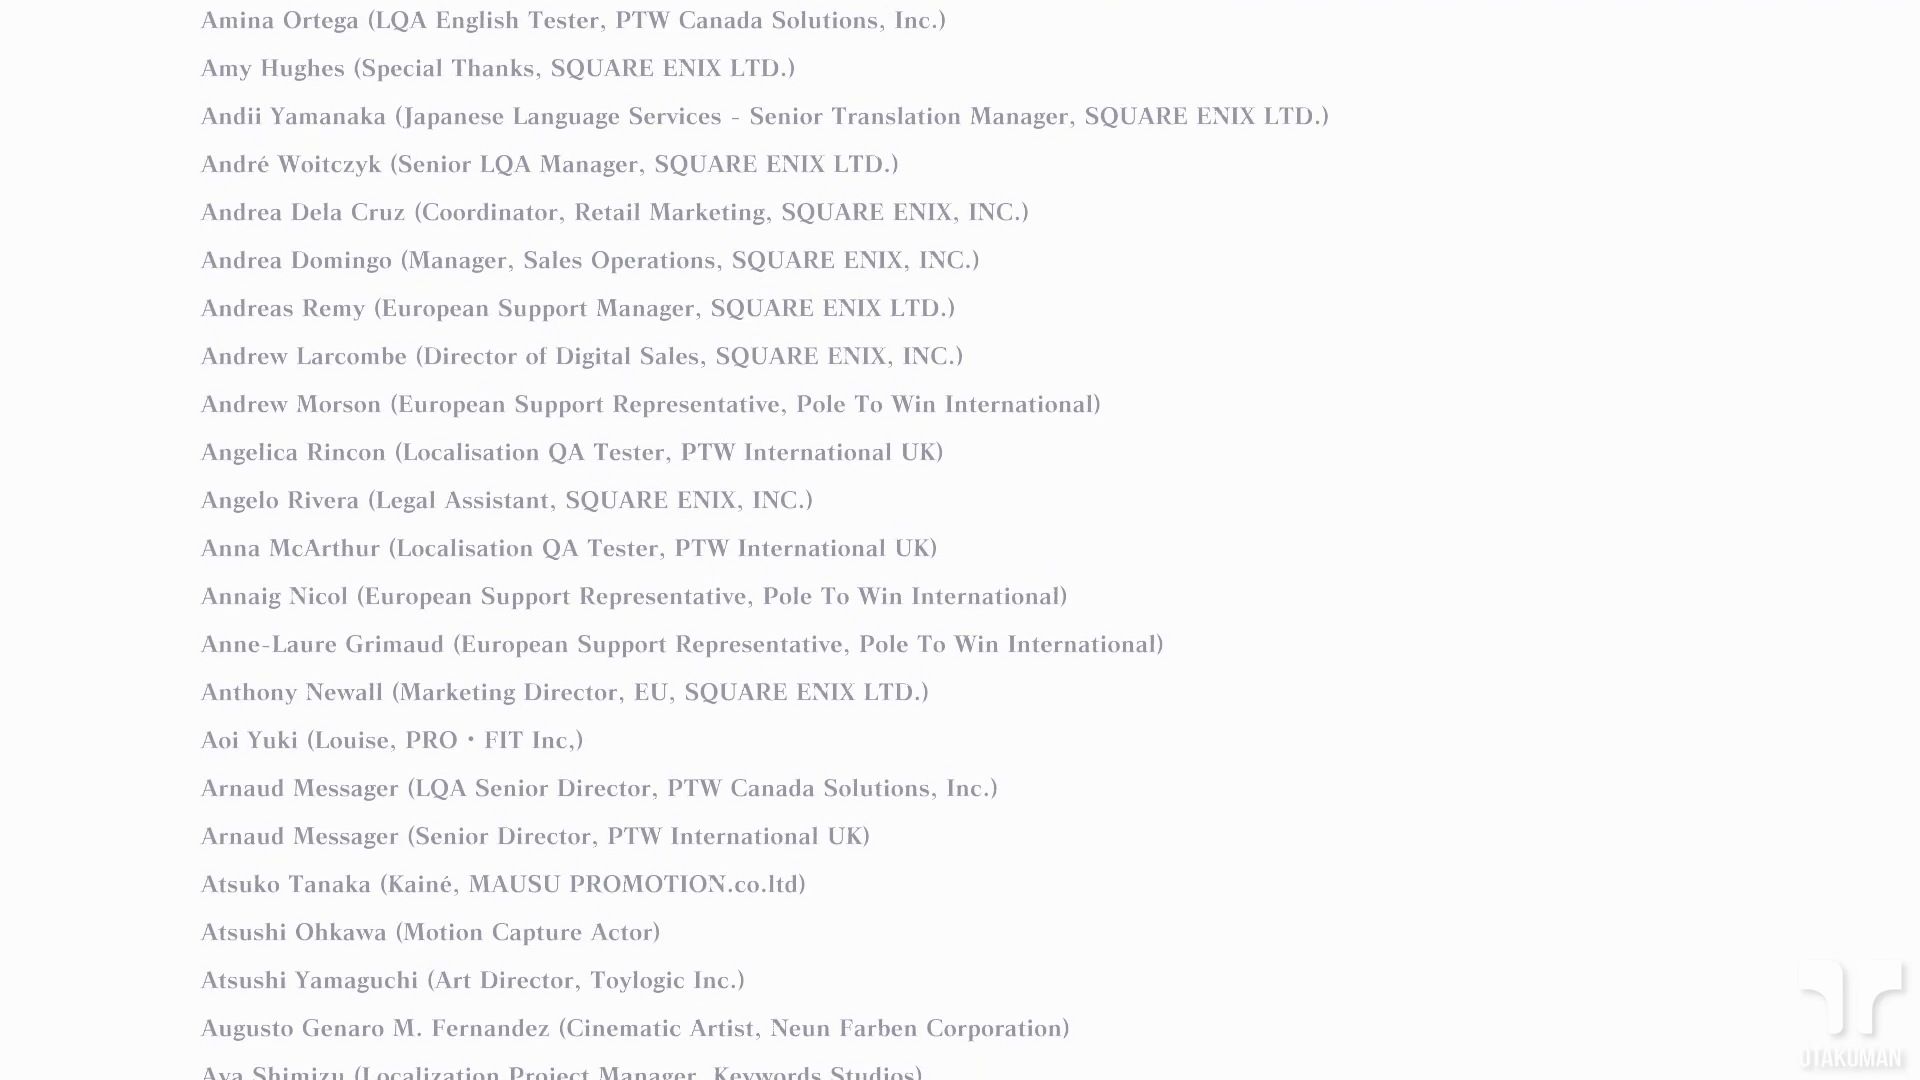 Amina Ortega (LQA English Tester, PTW Canada Solutions, Inc.)
Amy Hughes (Special Thanks, SQUARE ENIX LTD.)
Andii Yamanaka (Japanese Language Services - Senior Translation Manager, SQUARE ENIX LTD.)
André Woitczyk (Senior LQA Manager, SQUARE ENIX LTD.)
Andrea Dela Cruz (Coordinator, Retail Marketing, SQUARE ENIX, INC.)
Andrea Domingo (Manager, Sales Operations, SQUARE ENIX, INC.)
Andreas Remy (European Support Manager, SQUARE ENIX LTD.)
Andrew Larcombe (Director of Digital Sales, SQUARE ENIX, INC.)
Andrew Morson (European Support Representative, Pole To Win International)
Angelica Rincon (Localisation QA Tester, PTW International UK)
Angelo Rivera (Legal Assistant, SQUARE ENIX, INC.)
Anna McArthur (Localisation QA Tester, PTW International UK)
Annaig Nicol (European Support Representative, Pole To Win International)
Anne-Laure Grimaud (European Support Representative, Pole To Win International)
Anthony Newall (Marketing Director, EU, SQUARE ENIX LTD.)
Aoi Yuki (Louise, PRO・FIT Inc,)
Arnaud Messager (LQA Senior Director, PTW Canada Solutions, Inc.)
Arnaud Messager (Senior Director, PTW International UK)
Atsuko Tanaka (Kainé, MAUSU PROMOTION.co.ltd)
Atsushi Ohkawa (Motion Capture Actor)
Atsushi Yamaguchi (Art Director, Toylogic Inc.)
Augusto Genaro M. Fernandez (Cinematic Artist, Neun Farben Corporation)
Aya Shimizu (Localization Project Manager, Keywords Studios)
OTAKUMAN